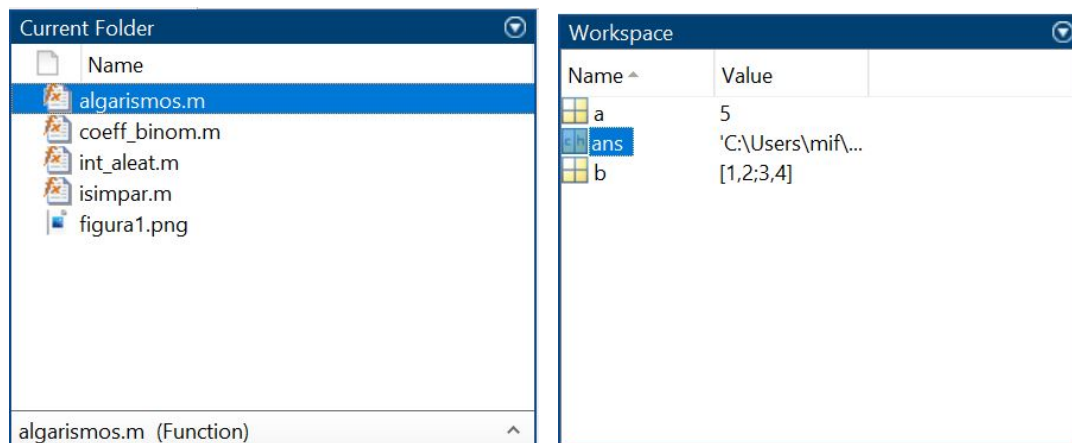 Current Folder
Name
algarismos.m
coeff_binom.m
int_aleat.m
isimpar.m
figura1.png
algarismos.m (Function)
Workspace
Name Value
a 5
ch ans 'C:\Users\mif\...
b [1,2;3,4]